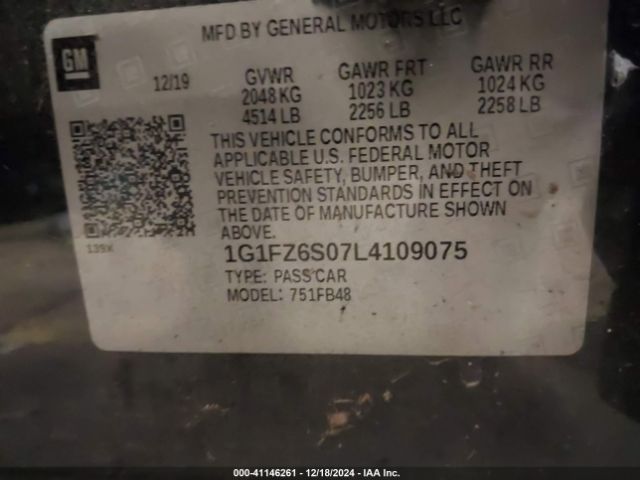 MFD BY GENERAL MOTORS LLC
GM
12/19
GVWR GAWR FRT GAWR RR
2048 KG 1023 KG 1024 KG
4514 LB 2256 LB 2258 LB
THIS VEHICLE CONFORMS TO ALL
APPLICABLE U.S. FEDERAL MOTOR
VEHICLE SAFETY, BUMPER, AND THEFT
PREVENTION STANDARDS IN EFFECT ON
THE DATE OF MANUFACTURE SHOWN
ABOVE.
139X
1G1FZ6S07L4109075
TYPE: PASS CAR
MODEL: 751FB48
000-41146261 - 12/18/2024 - IAA Inc.